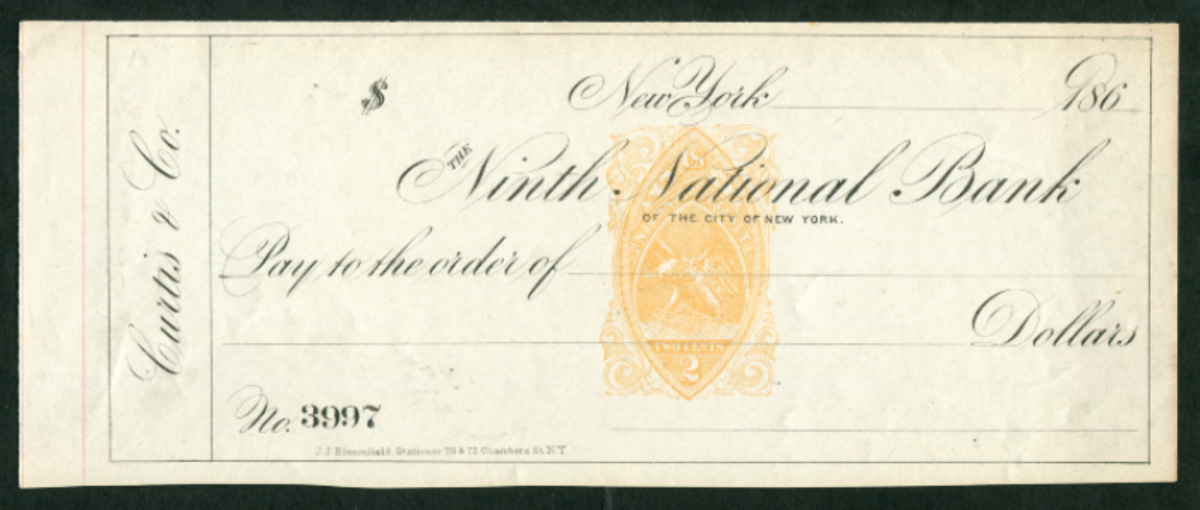 Curtis & Co.
$ New York 186
THE Ninth National Bank
OF THE CITY OF NEW YORK.
Pay to the order of
Dollars
TWO CENTS
2
No. 3997
J. J. Bloomfield, Stationer 70 & 72 Chambers St. N.Y.